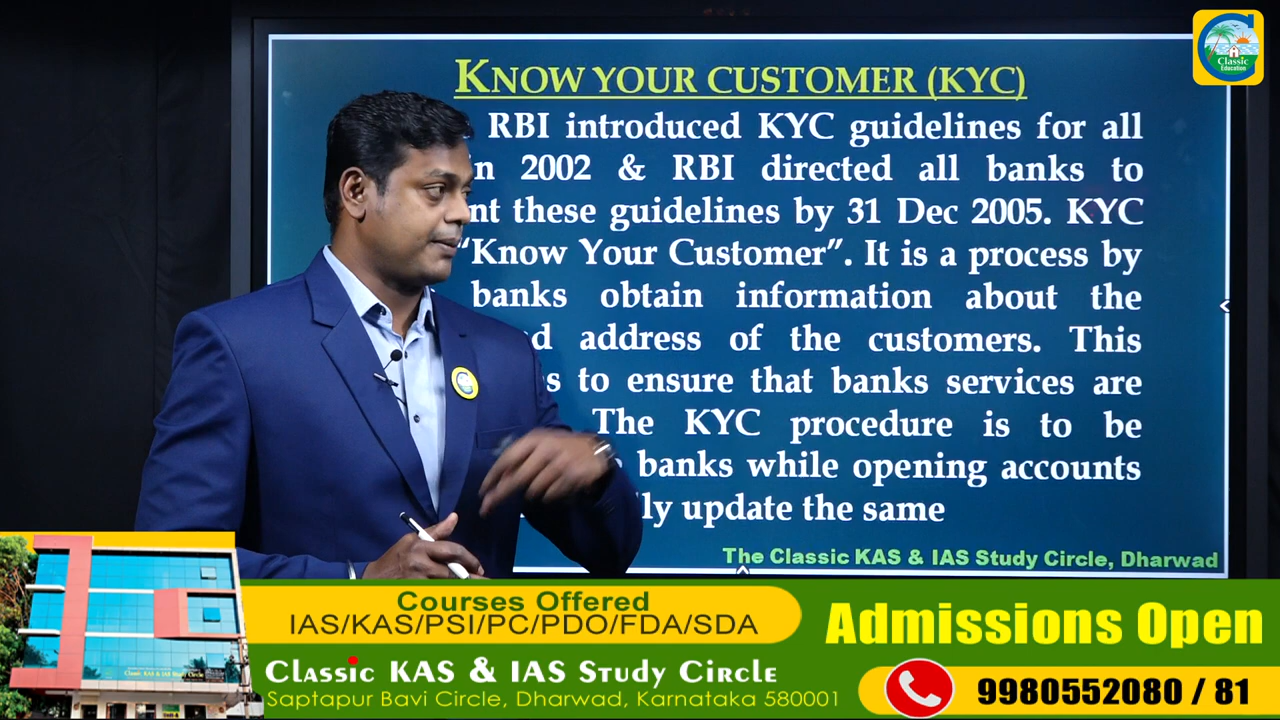 Classic
Education
KNOW YOUR CUSTOMER (KYC)
RBI introduced KYC guidelines for all
2002 & RBI directed all banks to
these guidelines by 31 Dec 2005. KYC
“Know Your Customer”. It is a process by
banks obtain information about the
address of the customers. This
to ensure that banks services are
The KYC procedure is to be
banks while opening accounts
update the same
The Classic KAS & IAS Study Circle, Dharwad
Courses Offered
IAS/KAS/PSI/PC/PDO/FDA/SDA
Admissions Open
Classic KAS & IAS Study Circle
Saptapur Bavi Circle, Dharwad, Karnataka 580001
9980552080 / 81